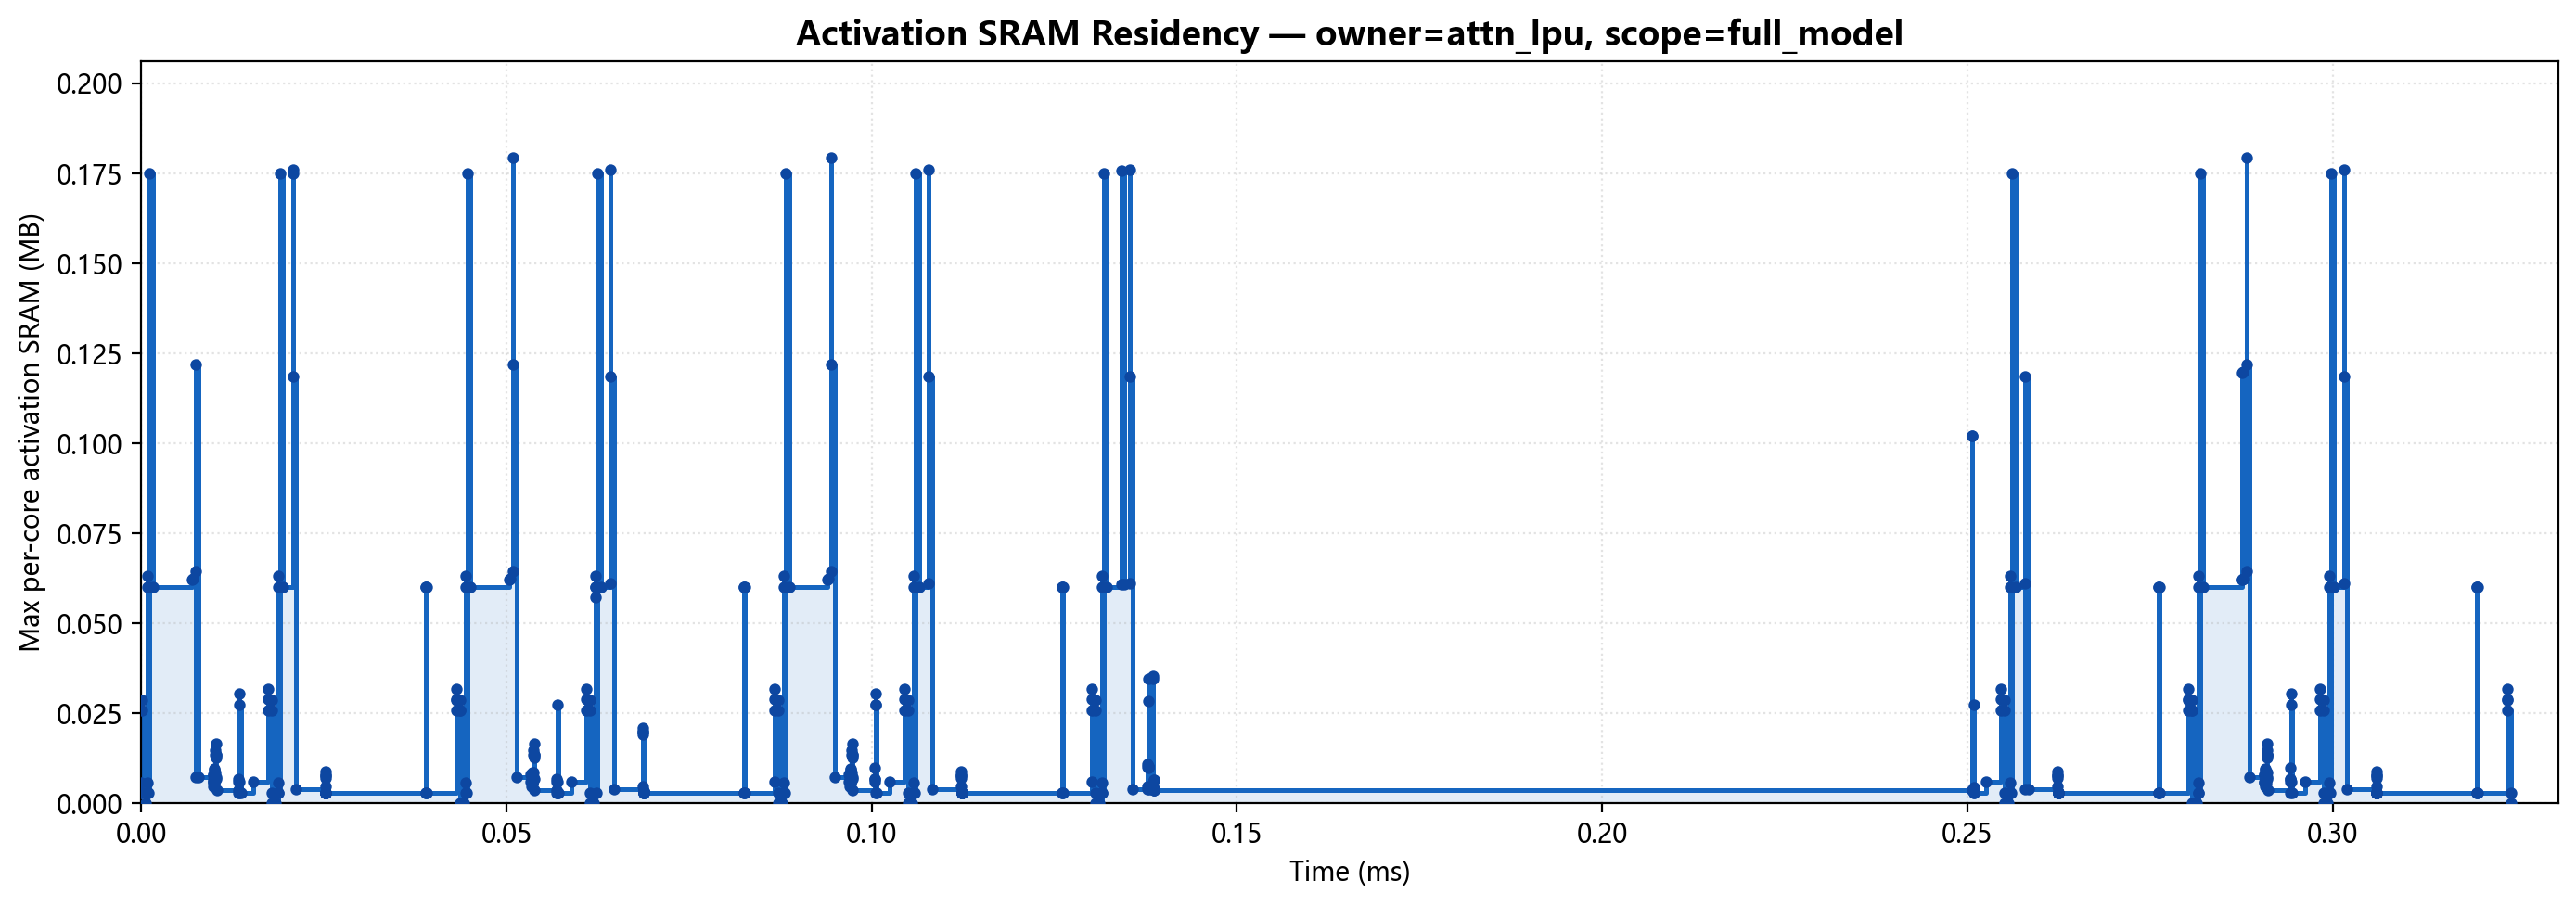 Activation SRAM Residency — owner=attn_lpu, scope=full_model
Max per-core activation SRAM (MB)
0.200
0.175
0.150
0.125
0.100
0.075
0.050
0.025
0.000
0.00 0.05 0.10 0.15 0.20 0.25 0.30
Time (ms)